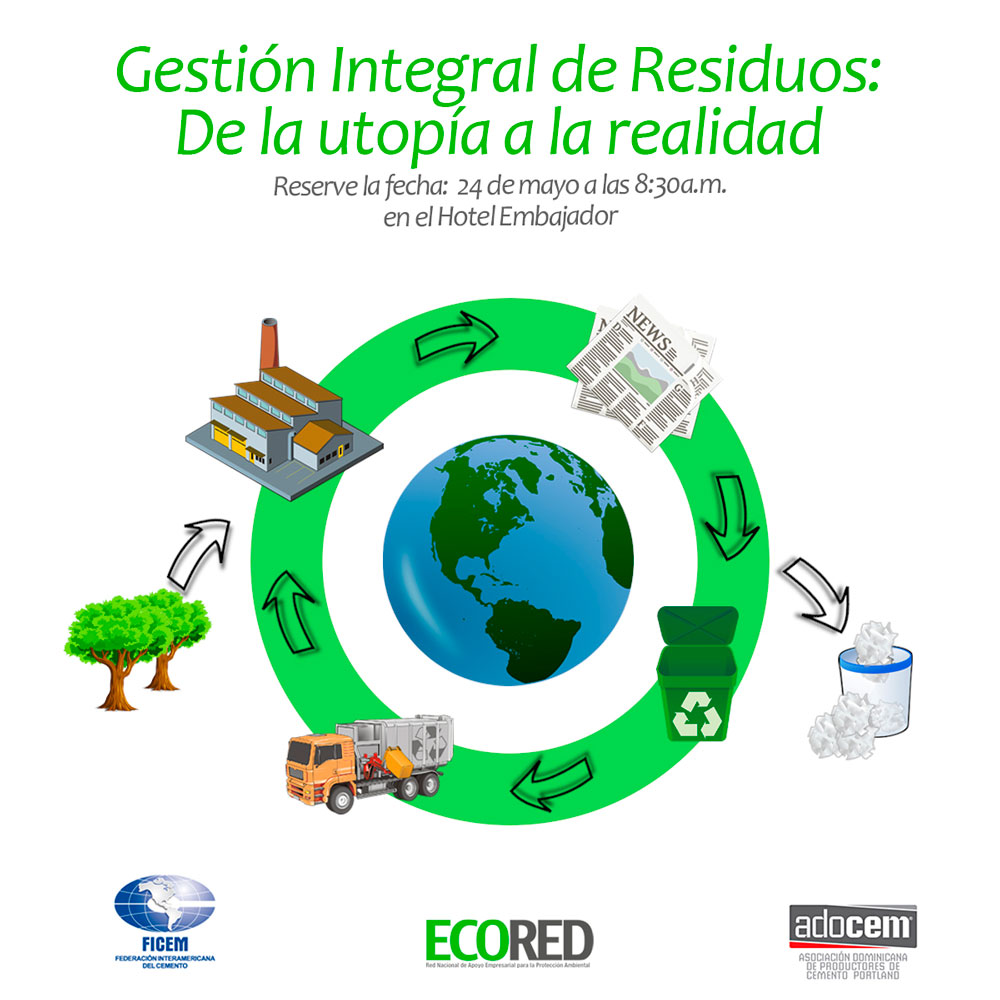 Gestión Integral de Residuos:
De la utopía a la realidad
Reserve la fecha: 24 de mayo a las 8:30a.m.
en el Hotel Embajador
NEWS
FICEM
FEDERACIÓN INTERAMERICANA
DEL CEMENTO
ECORED
Red Nacional de Apoyo Empresarial para la Protección Ambiental
adocem
ASOCIACIÓN DOMINICANA
DE PRODUCTORES DE
CEMENTO PORTLAND